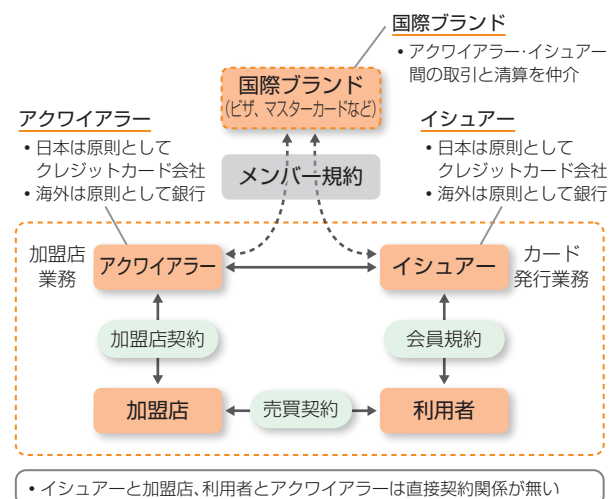 国際ブランド
• アクワイアラー・イシュアー
間の取引と清算を仲介
国際ブランド
(ビザ、マスターカードなど)
アクワイアラー
• 日本は原則として
クレジットカード会社
• 海外は原則として銀行
イシュアー
• 日本は原則として
クレジットカード会社
• 海外は原則として銀行
メンバー規約
加盟店
業務
アクワイアラー
イシュアー
カード
発行業務
加盟店契約
会員規約
加盟店
売買契約
利用者
• イシュアーと加盟店、利用者とアクワイアラーは直接契約関係が無い